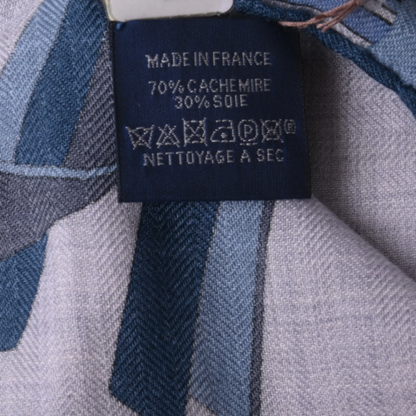 MADE IN FRANCE
70% CACHEMIRE
30% SOIE
NETTOYAGE A SEC